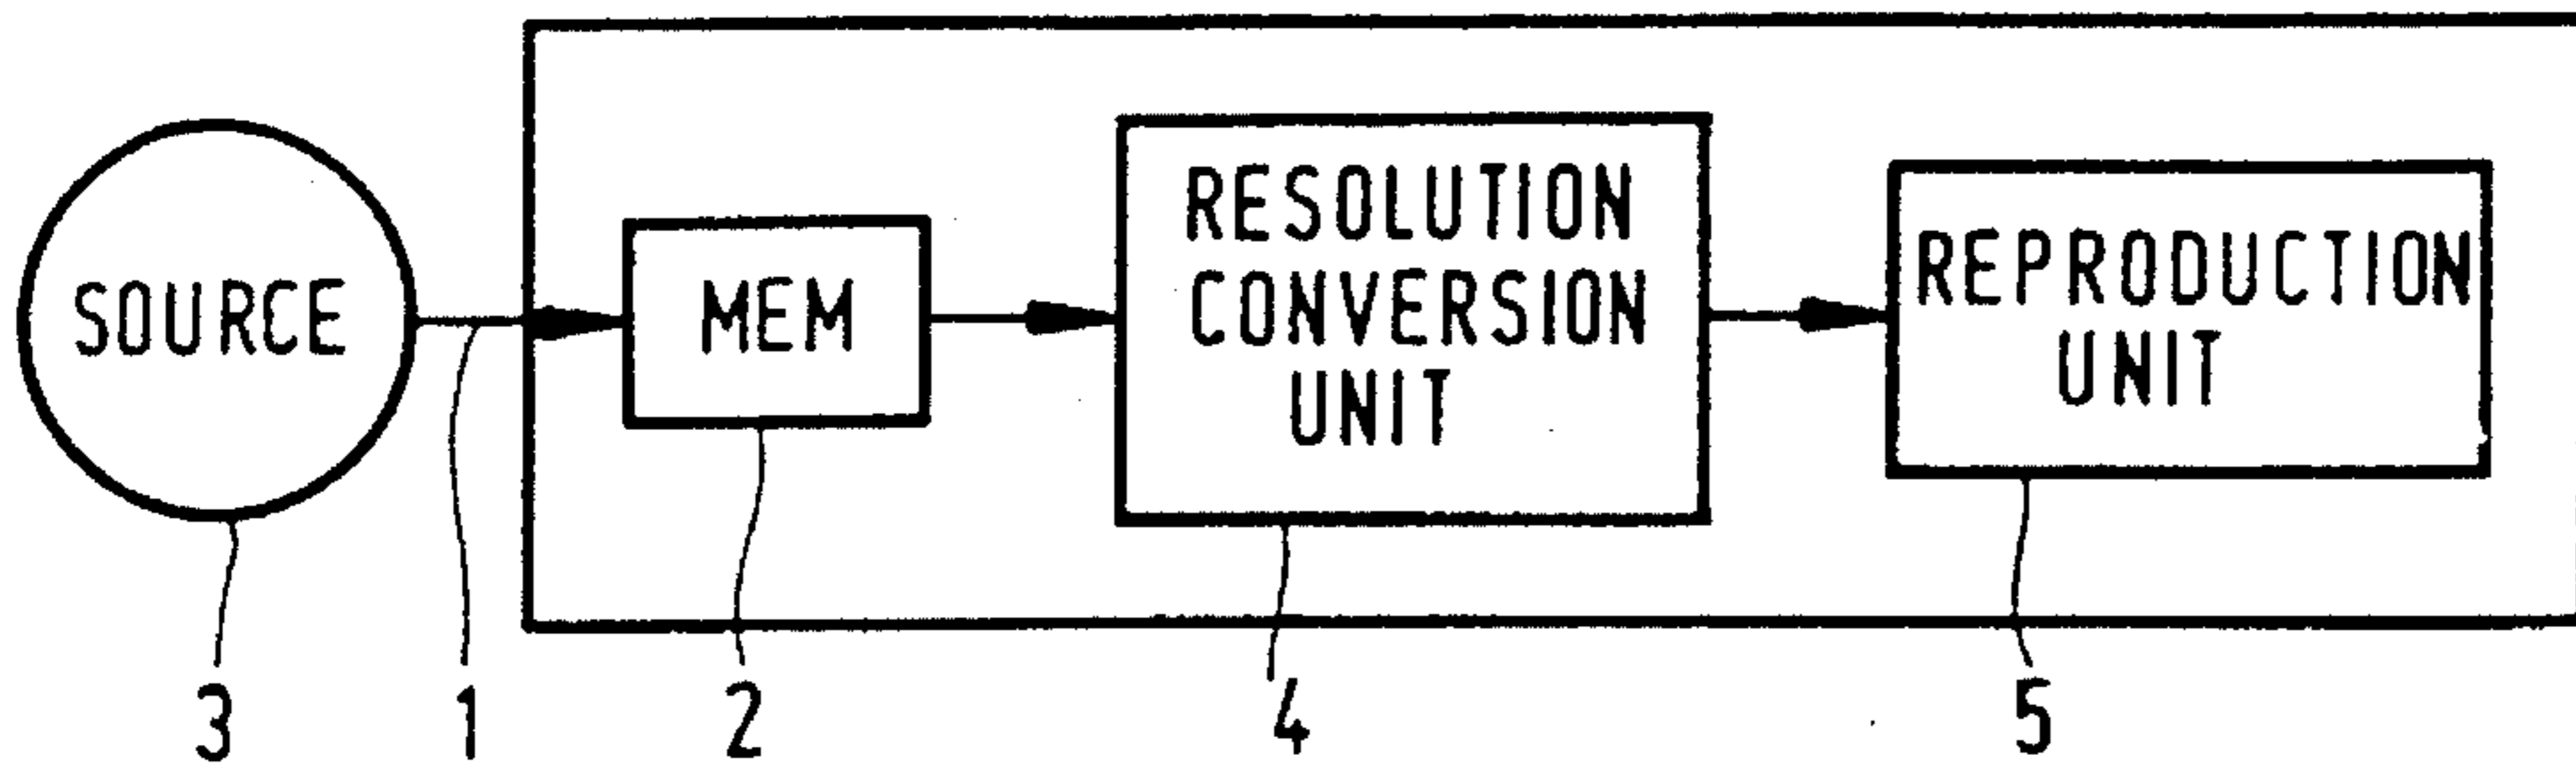 SOURCE
MEM
RESOLUTION
CONVERSION
UNIT
REPRODUCTION
UNIT
3
1
2
4
5